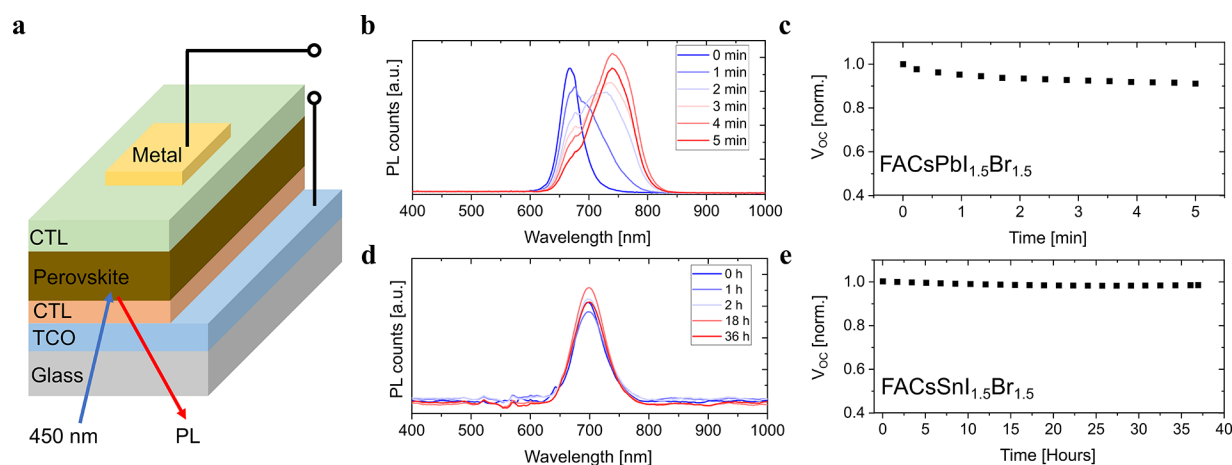 a
Metal
CTL
Perovskite
CTL
TCO
Glass
450 nm
PL
b
PL counts [a.u.]
0 min
1 min
2 min
3 min
4 min
5 min
400 500 600 700 800 900 1000
Wavelength [nm]
c
V_OC [norm.]
1.0
0.8
0.6
0.4
FACsPbI_1.5Br_1.5
0 1 2 3 4 5
Time [min]
d
PL counts [a.u.]
0 h
1 h
2 h
18 h
36 h
400 500 600 700 800 900 1000
Wavelength [nm]
e
V_OC [norm.]
1.0
0.8
0.6
0.4
FACsSnI_1.5Br_1.5
0 5 10 15 20 25 30 35 40
Time [Hours]